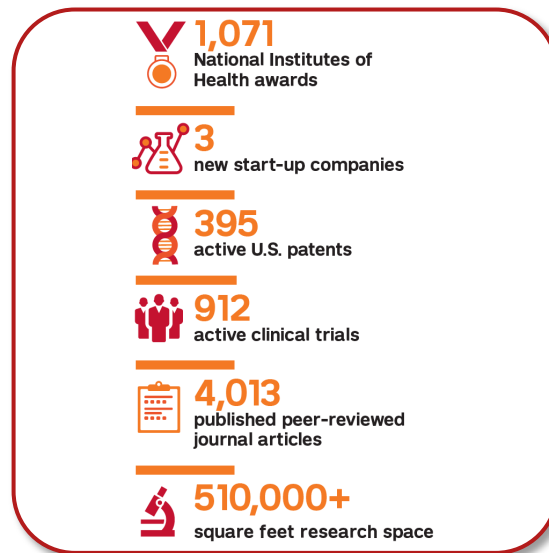 1,071
National Institutes of
Health awards
3
new start-up companies
395
active U.S. patents
912
active clinical trials
4,013
published peer-reviewed
journal articles
510,000+
square feet research space